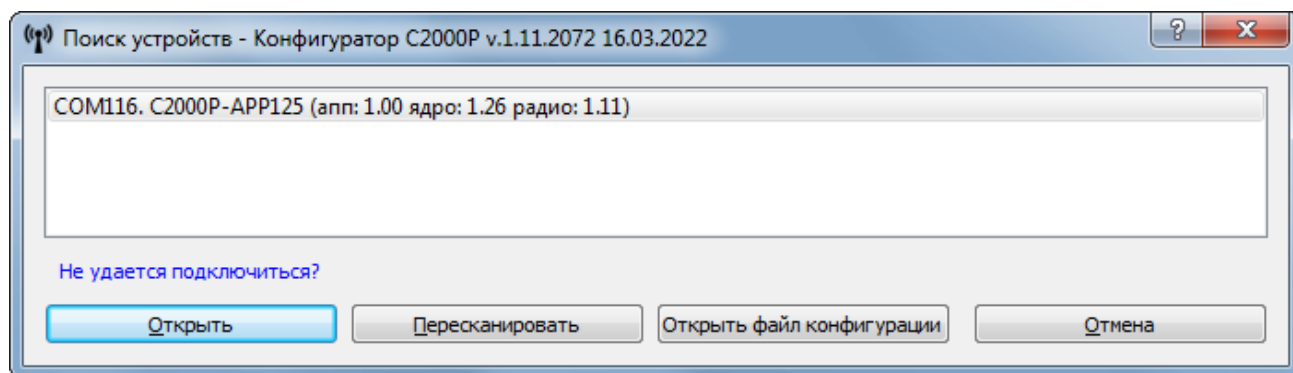 Поиск устройств - Конфигуратор С2000Р v.1.11.2072 16.03.2022
COM116. С2000Р-АРР125 (апп: 1.00 ядро: 1.26 радио: 1.11)
Не удается подключиться?
Открыть Пересканировать Открыть файл конфигурации Отмена